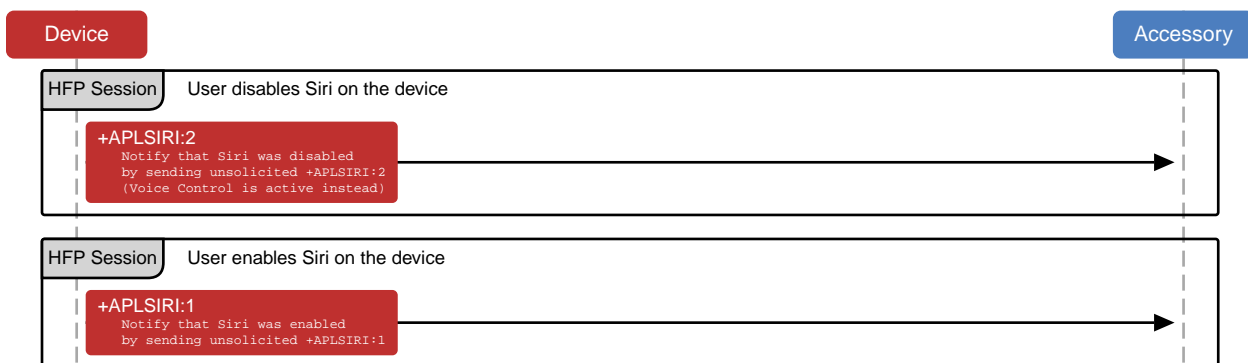 Device
Accessory
HFP Session
User disables Siri on the device
+APLSIRI:2
Notify that Siri was disabled
by sending unsolicited +APLSIRI:2
(Voice Control is active instead)
HFP Session
User enables Siri on the device
+APLSIRI:1
Notify that Siri was enabled
by sending unsolicited +APLSIRI:1